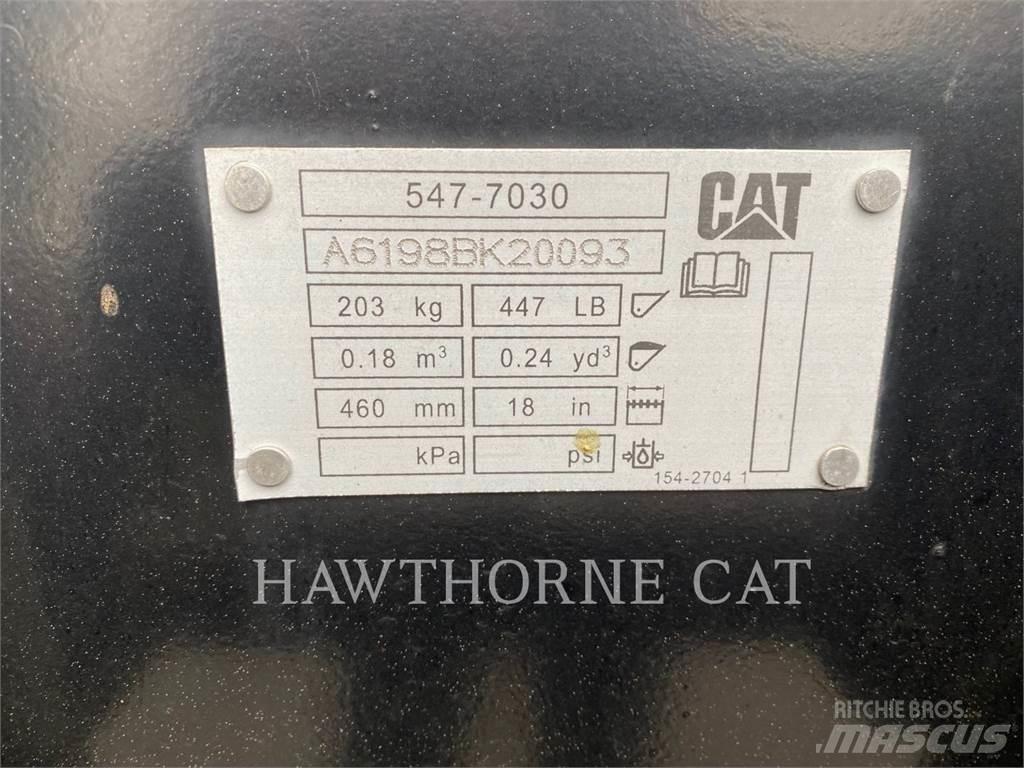 547-7030
CAT
A6198BK20093
203 kg 447 LB
0.18 m³ 0.24 yd³
460 mm 18 in
kPa psi
154-2704 1
HAWTHORNE CAT
RITCHIE BROS.
MASCUS